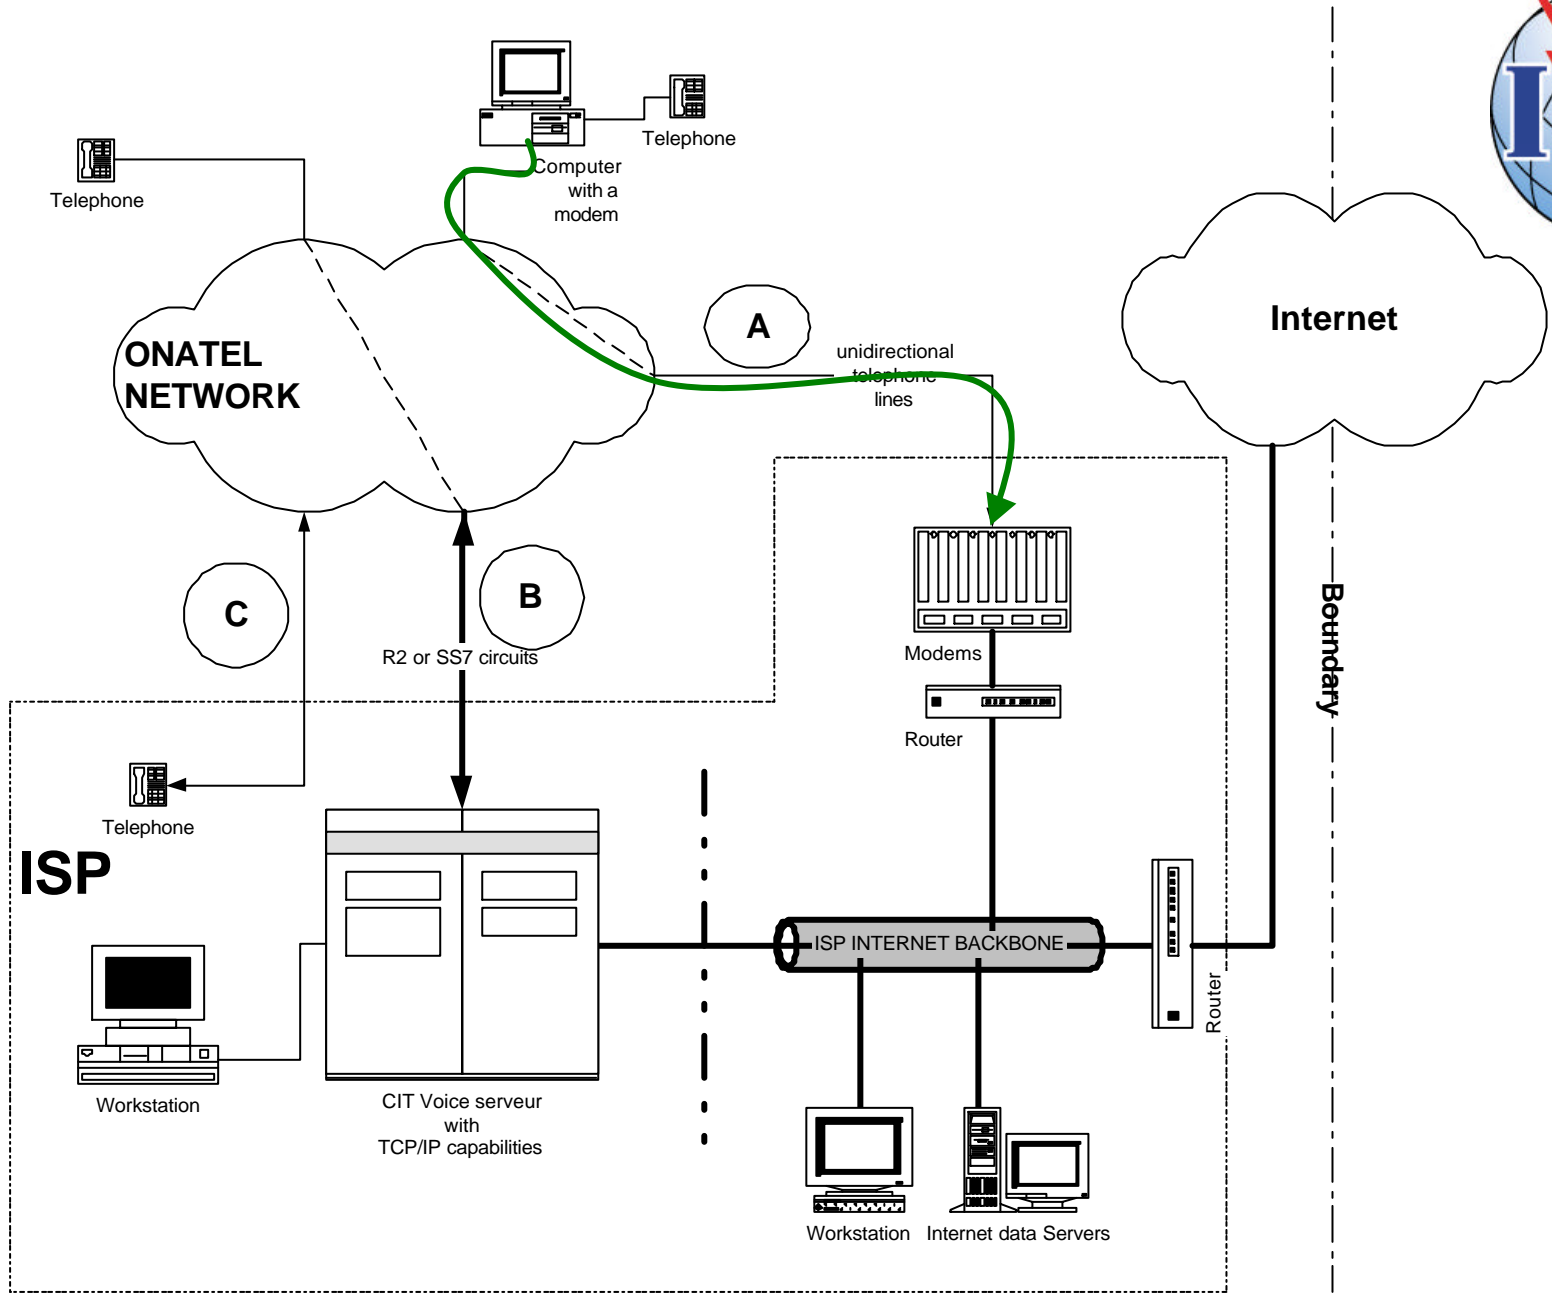 Telephone
Telephone
Computer
with a
modem
ONATEL
NETWORK
A
unidirectional
telephone
lines
Internet
C
B
R2 or SS7 circuits
Boundary
Modems
Router
Telephone
ISP
ISP INTERNET BACKBONE
Router
Workstation
CIT Voice serveur
with
TCP/IP capabilities
Workstation
Internet data Servers